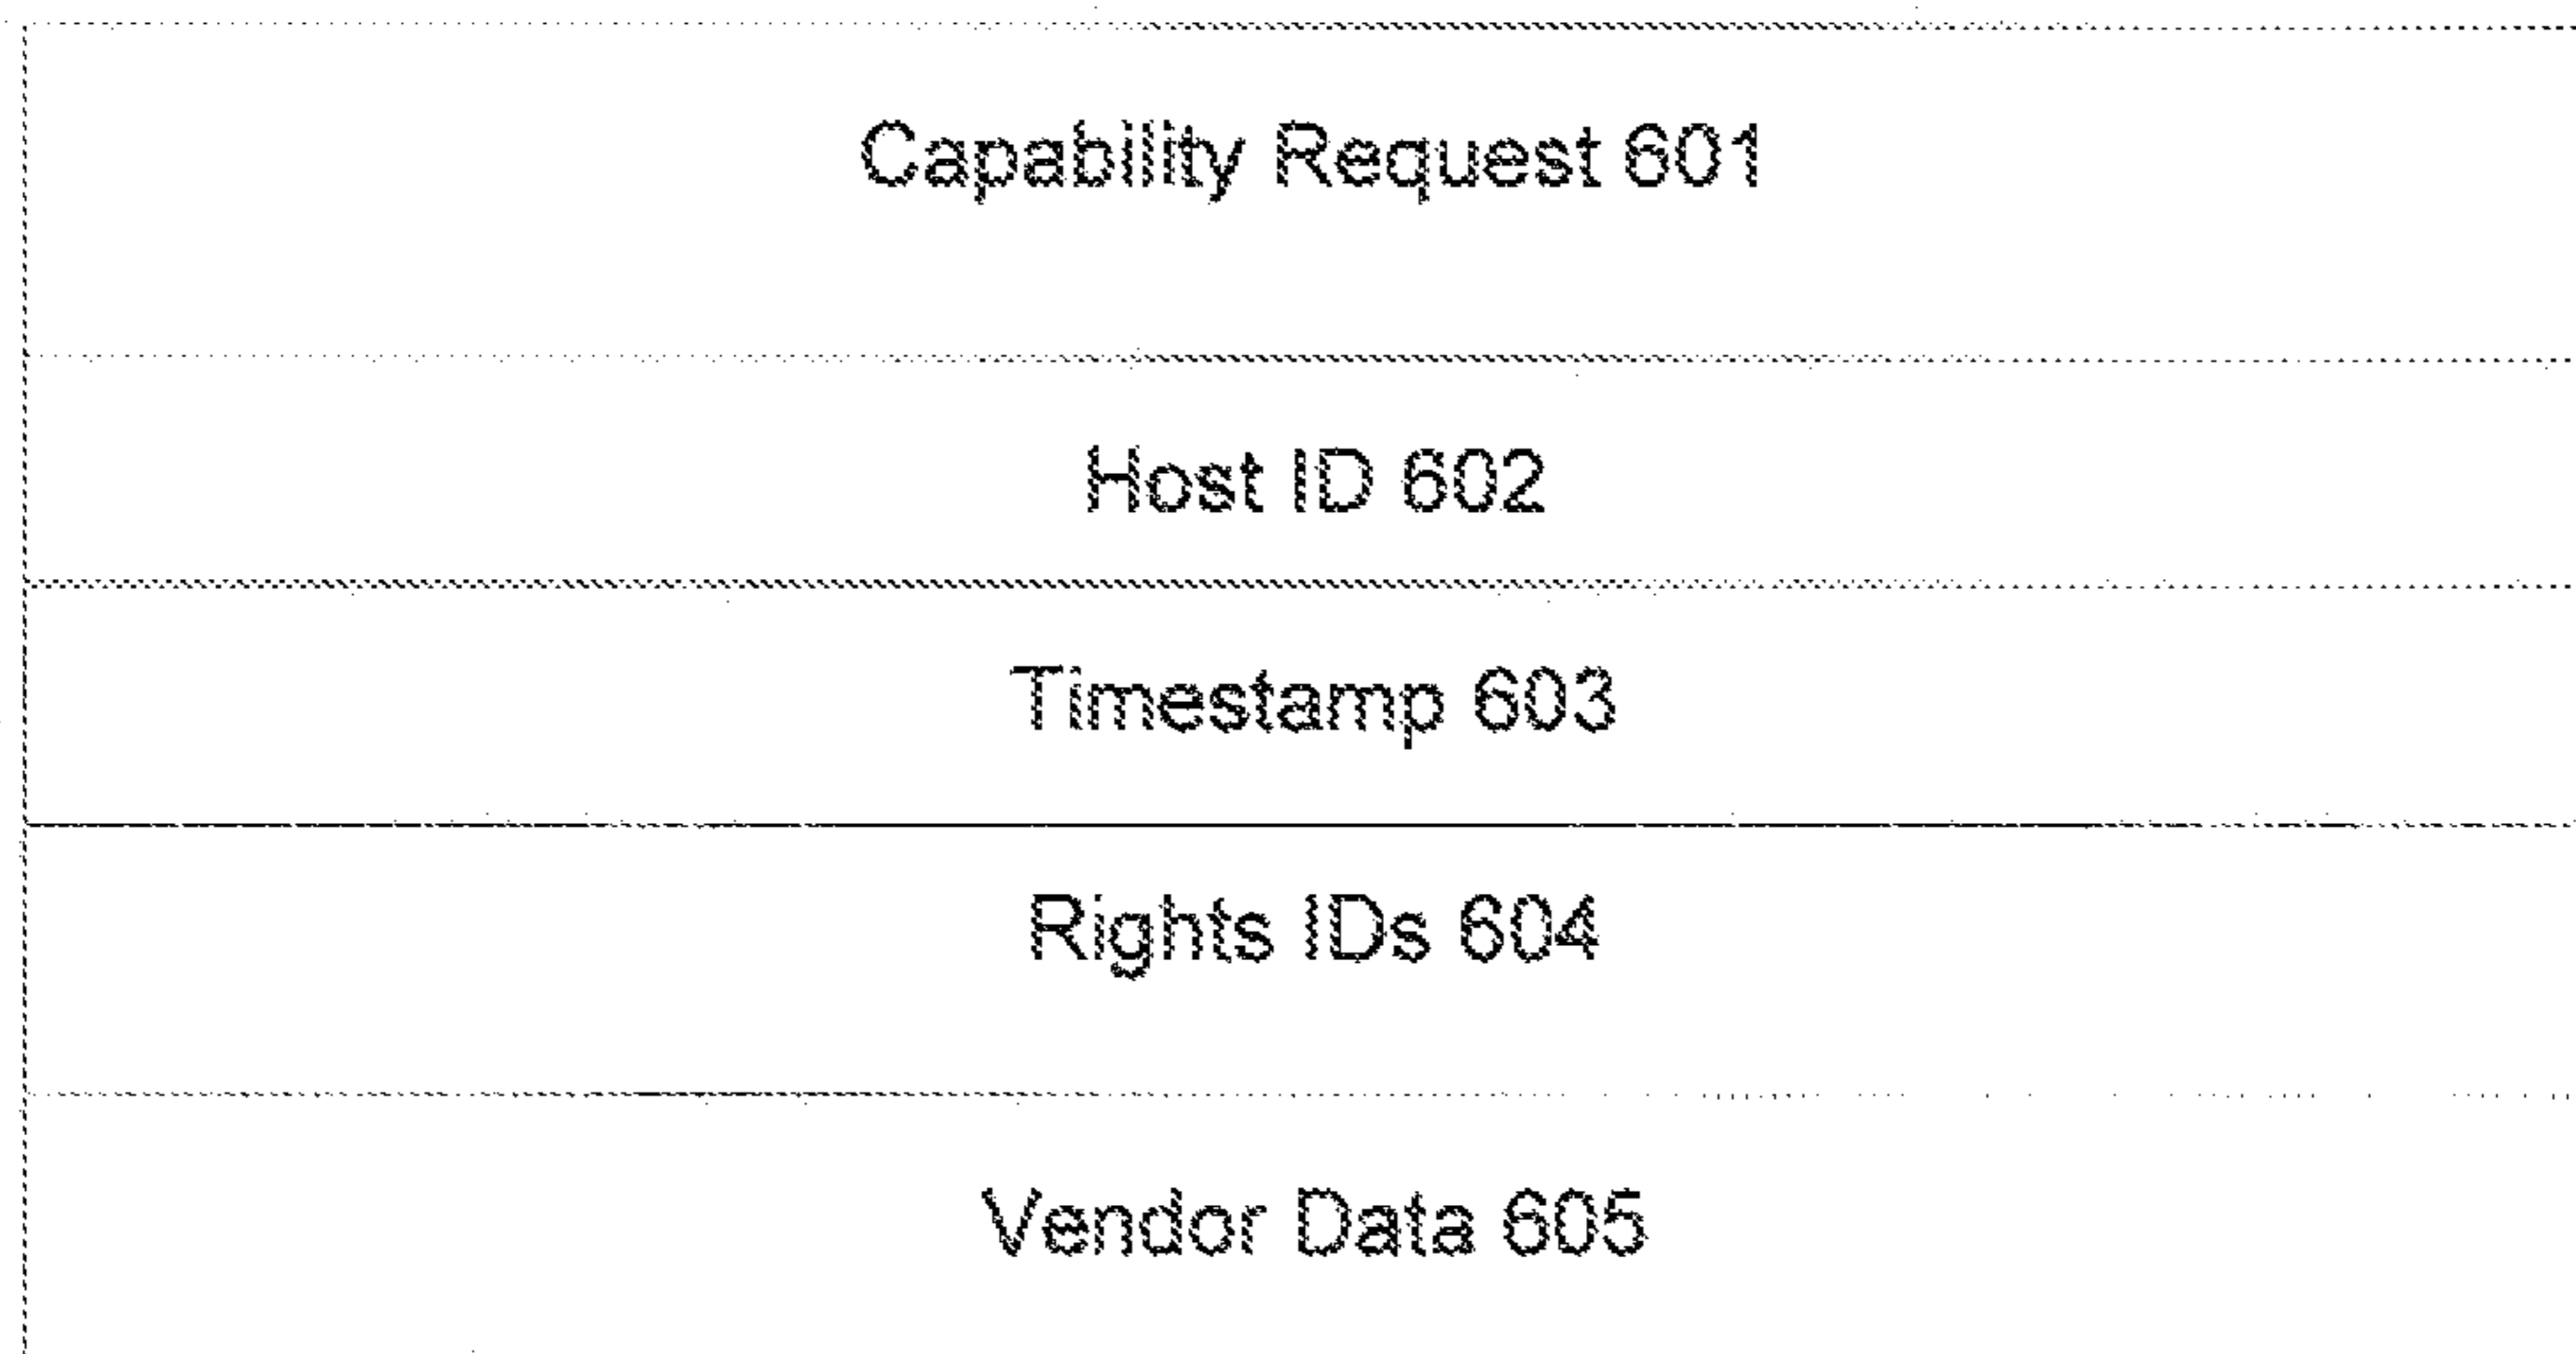 Capability Request 601
Host ID 602
Timestamp 603
Rights IDs 604
Vendor Data 605